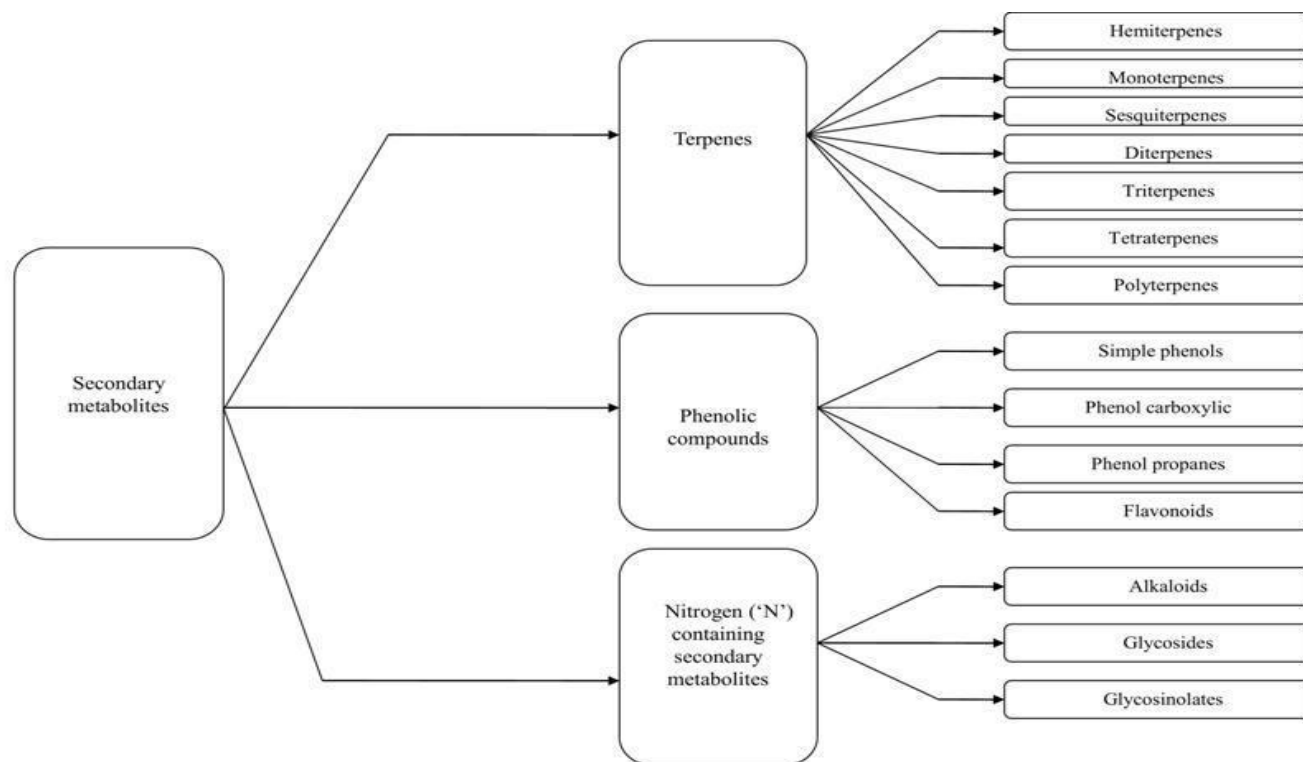 Secondary
metabolites
Terpenes
Hemiterpenes
Monoterpenes
Sesquiterpenes
Diterpenes
Triterpenes
Tetraterpenes
Polyterpenes
Phenolic
compounds
Simple phenols
Phenol carboxylic
Phenol propanes
Flavonoids
Nitrogen (‘N’)
containing
secondary
metabolites
Alkaloids
Glycosides
Glycosinolates